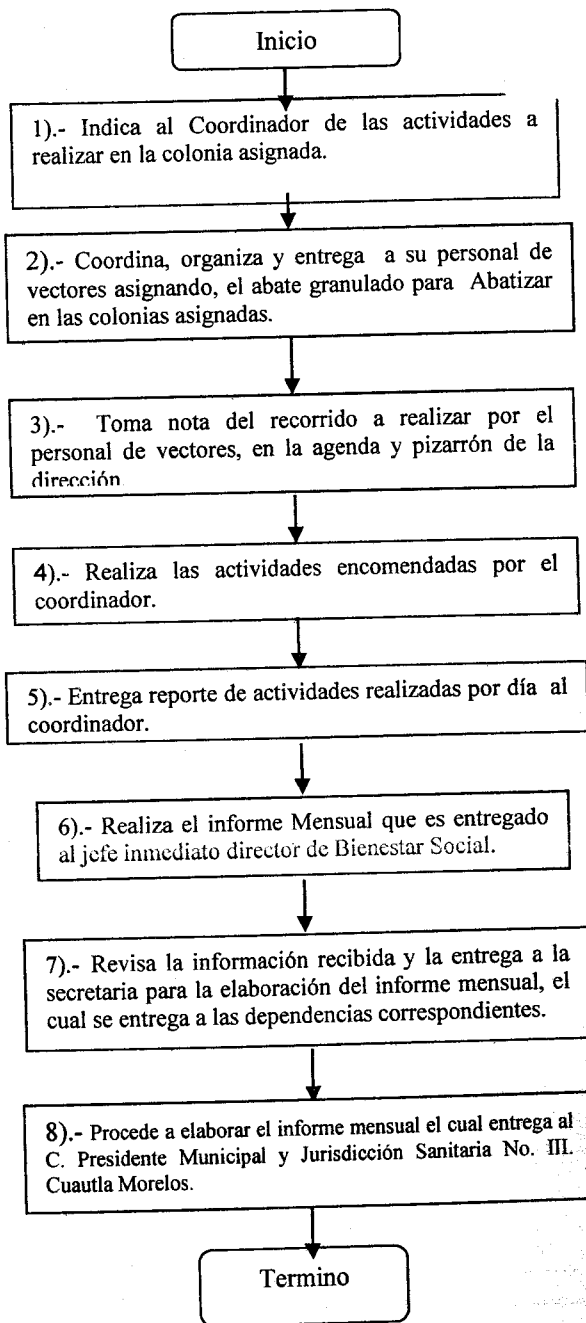 Inicio
1).- Indica al Coordinador de las actividades a
realizar en la colonia asignada.
2).- Coordina, organiza y entrega a su personal de
vectores asignando, el abate granulado para Abatizar
en las colonias asignadas.
3).- Toma nota del recorrido a realizar por el
personal de vectores, en la agenda y pizarrón de la
dirección
4).- Realiza las actividades encomendadas por el
coordinador.
5).- Entrega reporte de actividades realizadas por día al
coordinador.
6).- Realiza el informe Mensual que es entregado
al jefe inmediato director de Bienestar Social.
7).- Revisa la información recibida y la entrega a la
secretaria para la elaboración del informe mensual, el
cual se entrega a las dependencias correspondientes.
8).- Procede a elaborar el informe mensual el cual entrega al
C. Presidente Municipal y Jurisdicción Sanitaria No. III.
Cuautla Morelos.
Termino